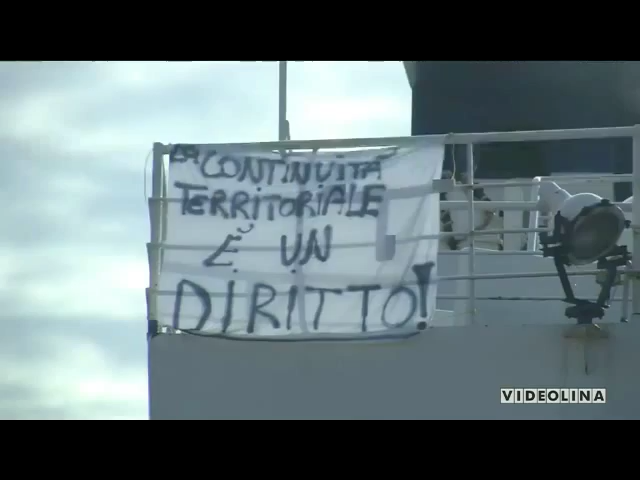 LA CONTINUITÀ
TERRITORIALE
È UN
DIRITTO!
VIDEOLINA